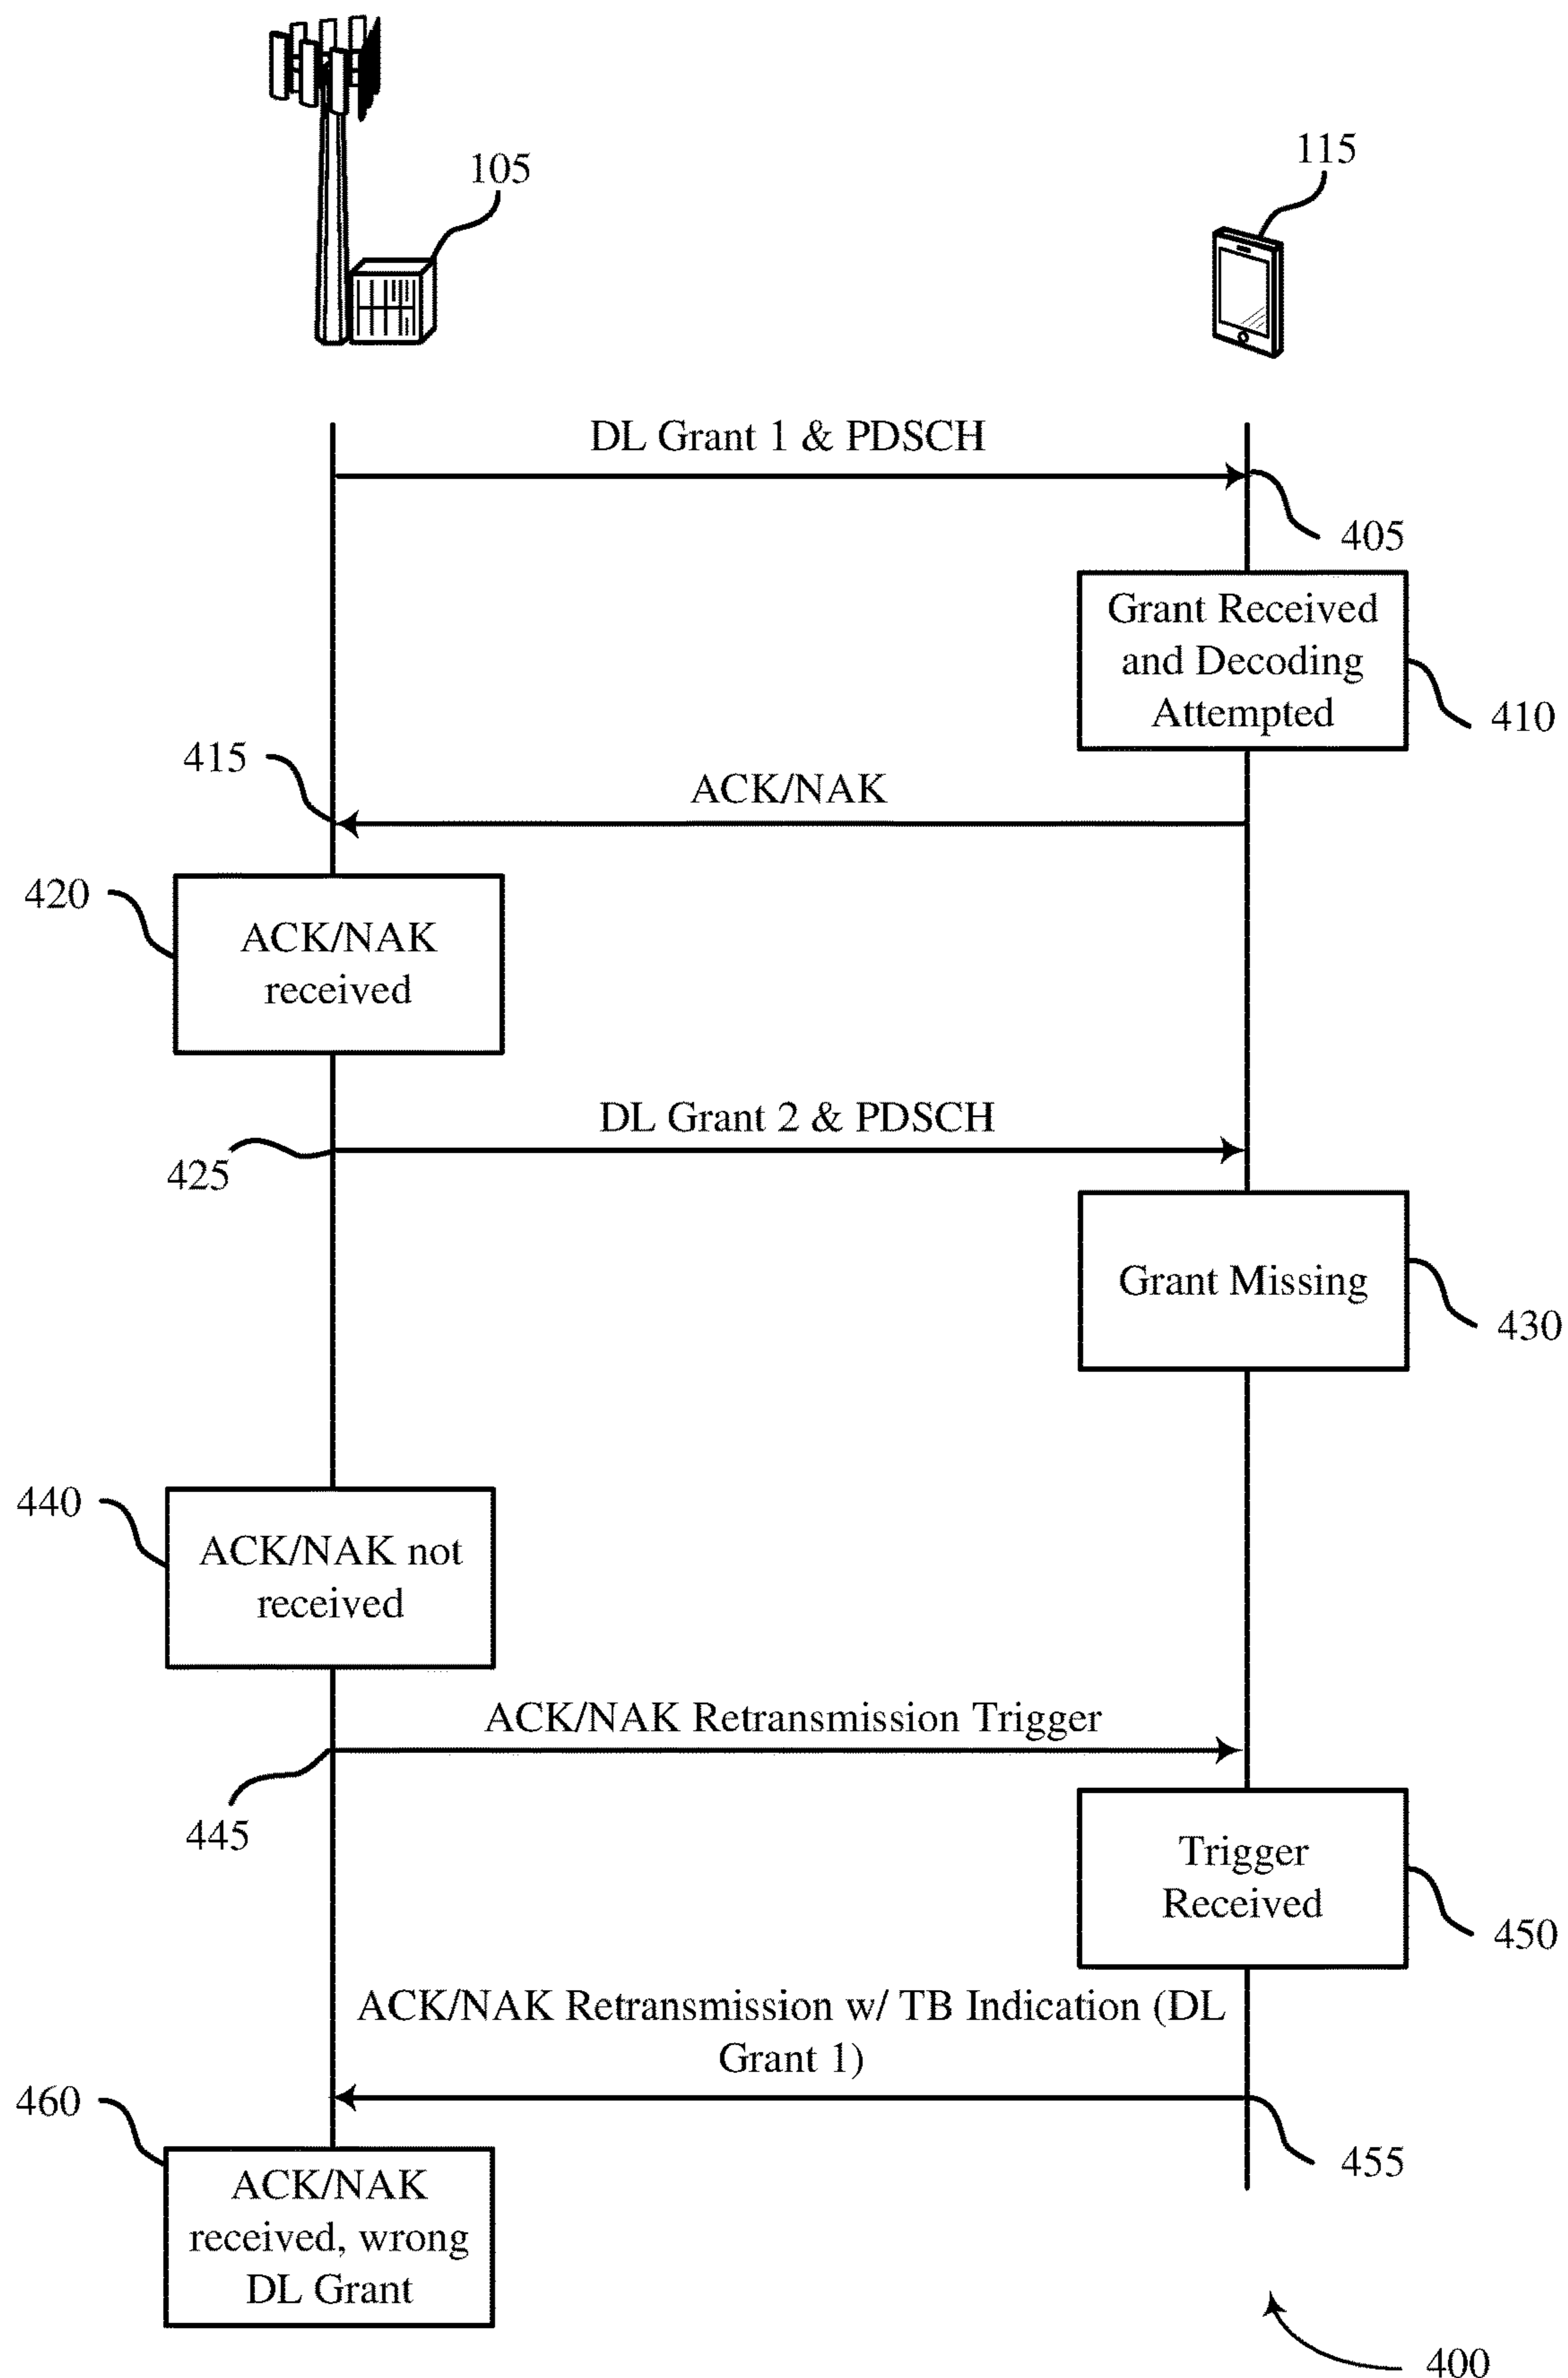 105
115
DL Grant 1 & PDSCH
405
Grant Received
and Decoding
Attempted
410
415
ACK/NAK
420
ACK/NAK
received
DL Grant 2 & PDSCH
425
Grant Missing
430
440
ACK/NAK not
received
ACK/NAK Retransmission Trigger
445
Trigger
Received
450
ACK/NAK Retransmission w/ TB Indication (DL
Grant 1)
460
455
ACK/NAK
received, wrong
DL Grant
400